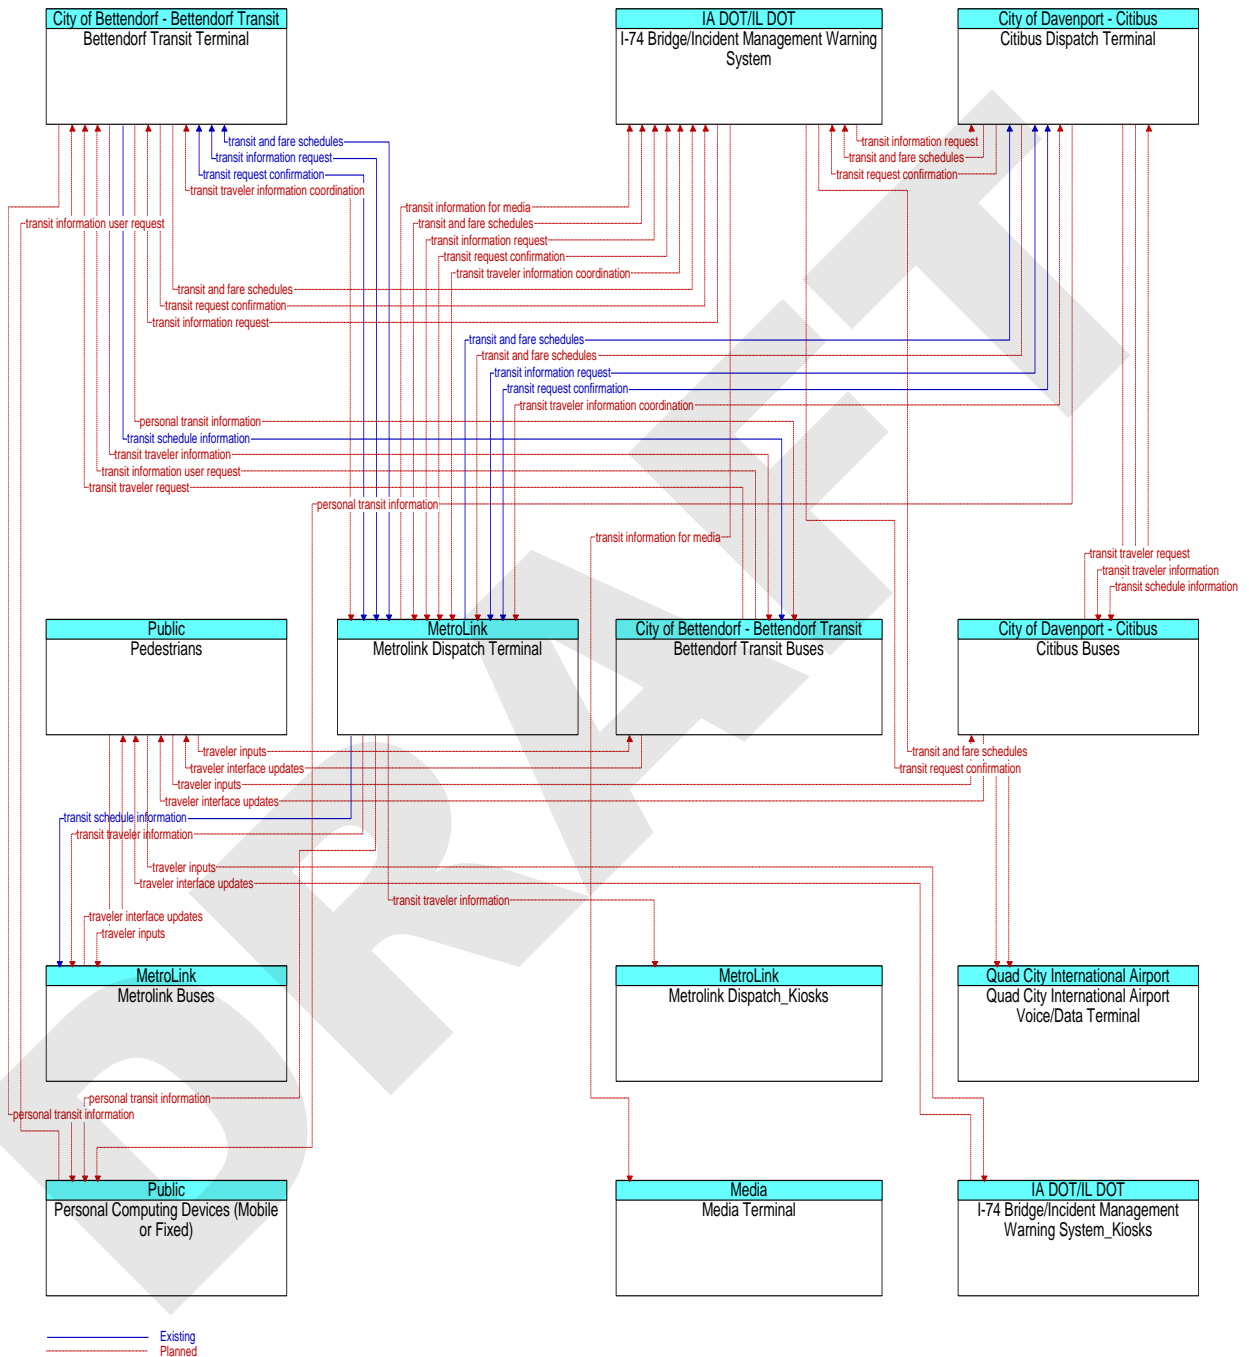 City of Bettendorf - Bettendorf Transit
Bettendorf Transit Terminal
IA DOT/IL DOT
I-74 Bridge/Incident Management Warning
System
City of Davenport - Citibus
Citibus Dispatch Terminal
transit and fare schedules
transit information request
transit request confirmation
transit traveler information coordination
transit information request
transit and fare schedules
transit request confirmation
transit information user request
transit information for media
transit and fare schedules
transit information request
transit request confirmation
transit traveler information coordination
transit and fare schedules
transit request confirmation
transit information request
transit and fare schedules
transit and fare schedules
transit information request
transit request confirmation
transit traveler information coordination
personal transit information
transit schedule information
transit traveler information
transit information user request
transit traveler request
personal transit information
transit information for media
transit traveler request
transit traveler information
transit schedule information
Public
Pedestrians
MetroLink
Metrolink Dispatch Terminal
City of Bettendorf - Bettendorf Transit
Bettendorf Transit Buses
City of Davenport - Citibus
Citibus Buses
traveler inputs
traveler interface updates
traveler inputs
traveler interface updates
transit and fare schedules
transit request confirmation
transit schedule information
transit traveler information
traveler inputs
traveler interface updates
transit traveler information
traveler interface updates
traveler inputs
MetroLink
Metrolink Buses
MetroLink
Metrolink Dispatch_Kiosks
Quad City International Airport
Quad City International Airport
Voice/Data Terminal
personal transit information
personal transit information
Public
Personal Computing Devices (Mobile
or Fixed)
Media
Media Terminal
IA DOT/IL DOT
I-74 Bridge/Incident Management
Warning System_Kiosks
Existing
Planned
DRAFT